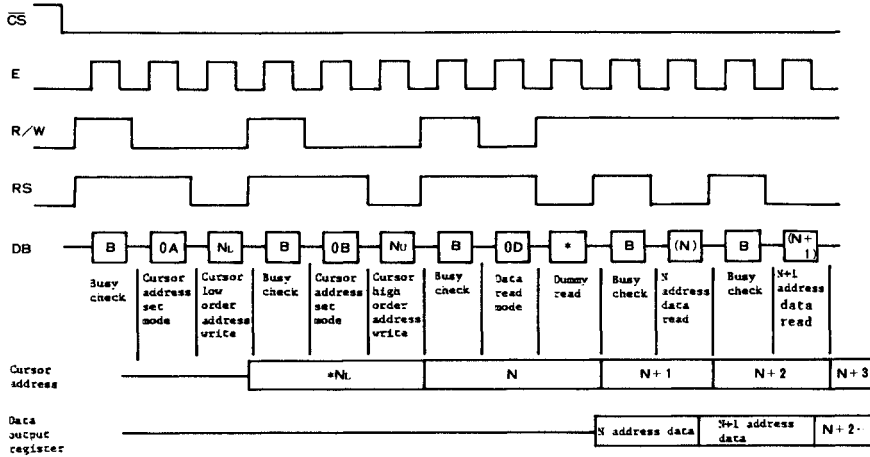 CS
E
R/W
RS
DB
B
0A
NL
B
0B
NU
B
0D
*
B
(N)
B
(N+
1)
Busy
check
Cursor
address
set
mode
Cursor
low
order
address
write
Busy
check
Cursor
address
set
mode
Cursor
high
order
address
write
Busy
check
Data
read
mode
Dummy
read
Busy
check
N
address
data
read
Busy
check
N+1
address
data
read
Cursor
address
*NL
N
N+1
N+2
N+3
Data
output
register
N address data
N+1 address
data
N+2